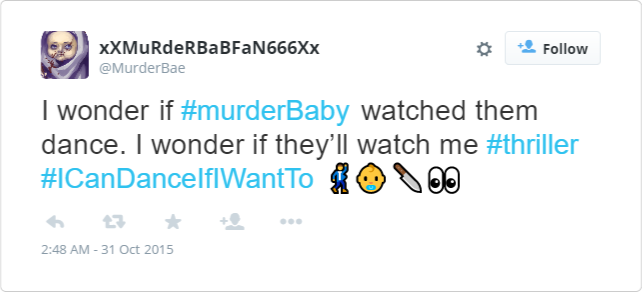 xXMuRdeRBaBFaN666Xx
@MurderBae
Follow
I wonder if #murderBaby watched them
dance. I wonder if they’ll watch me #thriller
#ICanDanceIfIWantTo 🕺👶🔪👀
2:48 AM - 31 Oct 2015